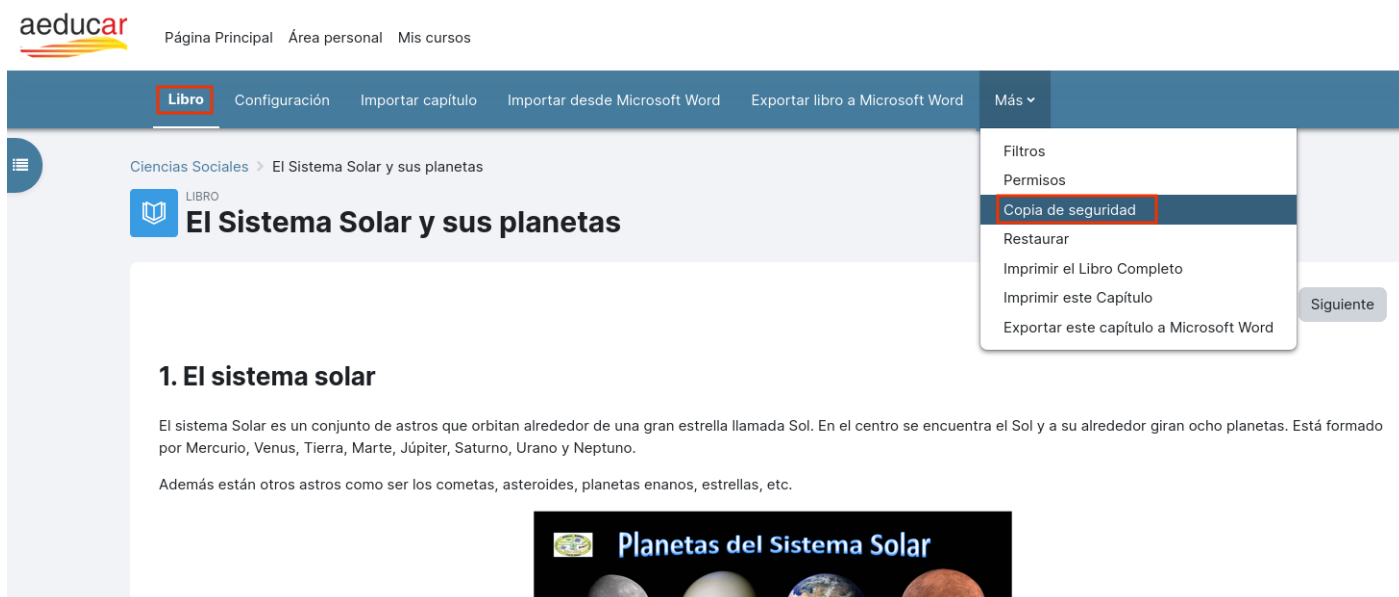 aeducar
Página Principal Área personal Mis cursos
Libro Configuración Importar capítulo Importar desde Microsoft Word Exportar libro a Microsoft Word Más
Filtros
Permisos
Copia de seguridad
Restaurar
Imprimir el Libro Completo
Imprimir este Capítulo
Exportar este capítulo a Microsoft Word
Ciencias Sociales > El Sistema Solar y sus planetas
LIBRO
El Sistema Solar y sus planetas
Siguiente
1. El sistema solar
El sistema Solar es un conjunto de astros que orbitan alrededor de una gran estrella llamada Sol. En el centro se encuentra el Sol y a su alrededor giran ocho planetas. Está formado
por Mercurio, Venus, Tierra, Marte, Júpiter, Saturno, Urano y Neptuno.
Además están otros astros como ser los cometas, asteroides, planetas enanos, estrellas, etc.
Planetas del Sistema Solar